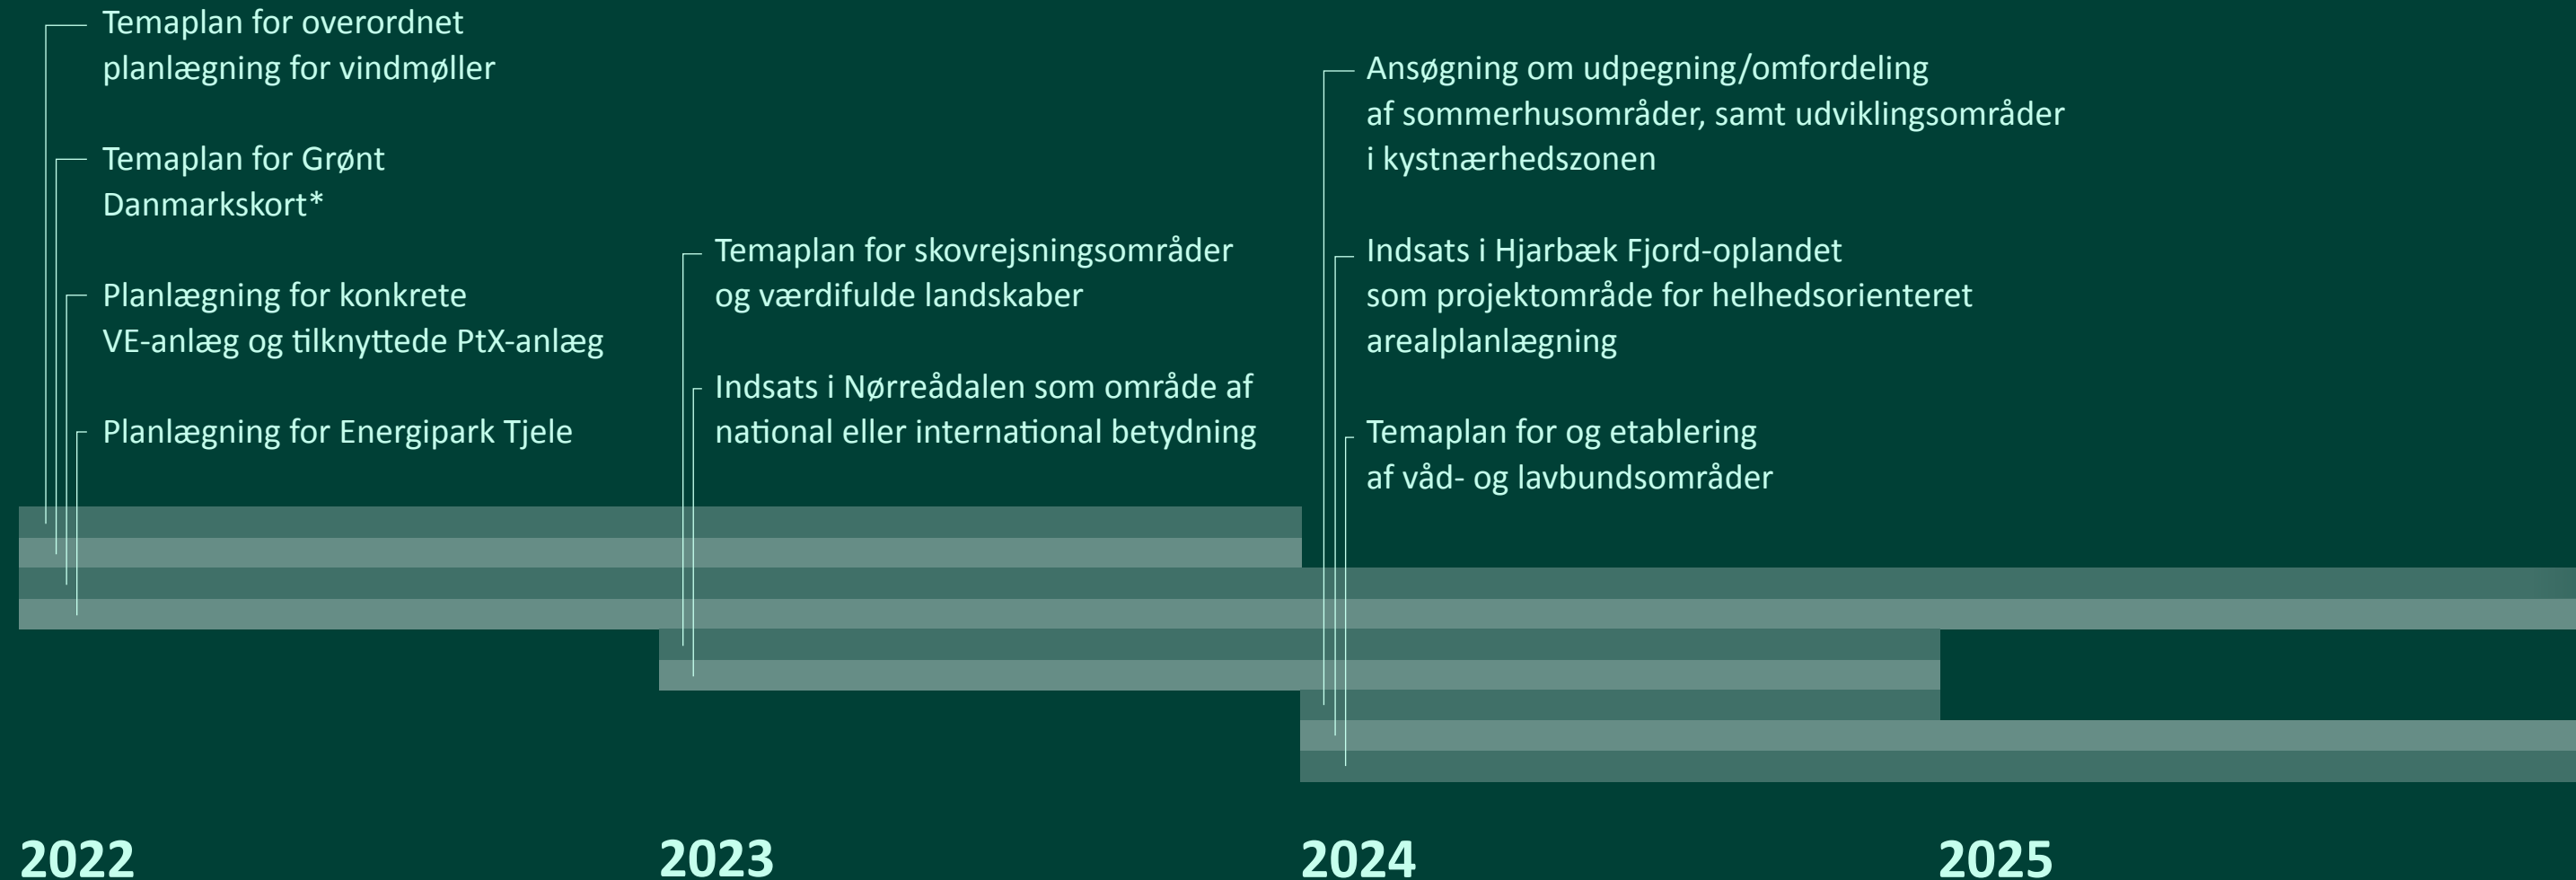 Temaplan for overordnet
planlægning for vindmøller
Temaplan for Grønt
Danmarkskort*
Planlægning for konkrete
VE-anlæg og tilknyttede PtX-anlæg
Planlægning for Energipark Tjele
Temaplan for skovrejsningsområder
og værdifulde landskaber
Indsats i Nørreådalen som område af
national eller international betydning
Ansøgning om udpegning/omfordeling
af sommerhusområder, samt udviklingsområder
i kystnærhedszonen
Indsats i Hjarbæk Fjord-oplandet
som projektområde for helhedsorienteret
arealplanlægning
Temaplan for og etablering
af våd- og lavbundsområder
2022
2023
2024
2025